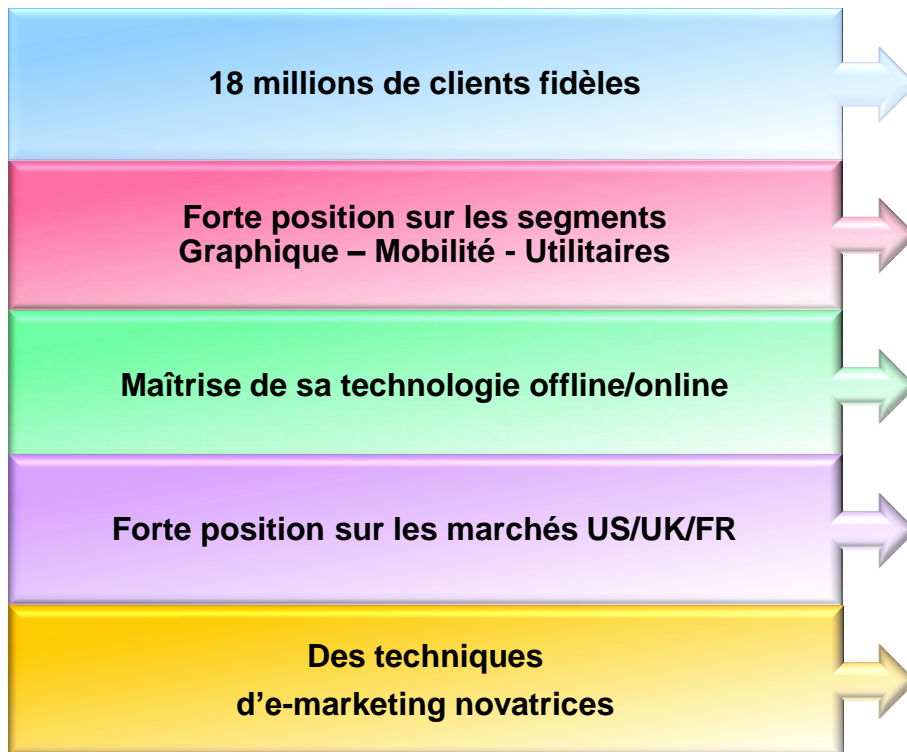 18 millions de clients fidèles
Forte position sur les segments
Graphique – Mobilité - Utilitaires
Maîtrise de sa technologie offline/online
Forte position sur les marchés US/UK/FR
Des techniques
d’e-marketing novatrices